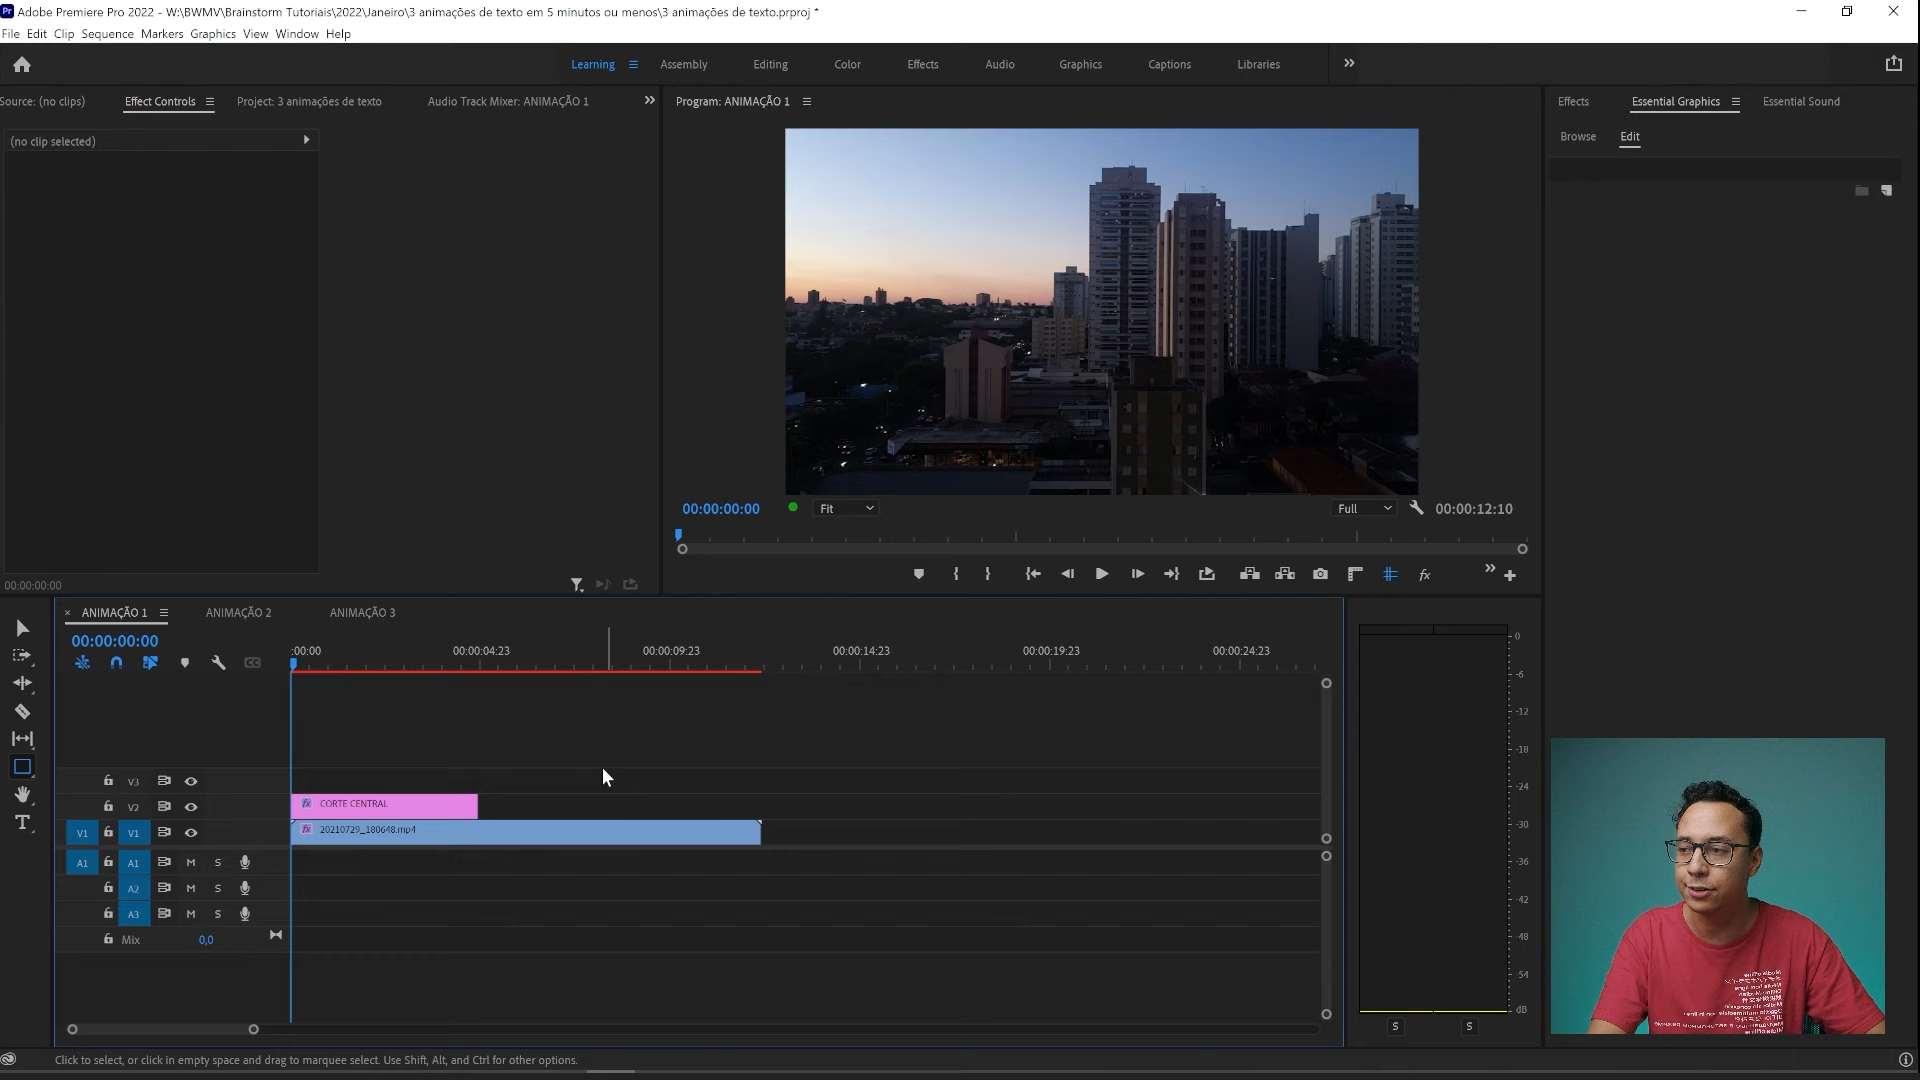 Pr Adobe Premiere Pro 2022 - W:\BWMV\Brainstorm Tutoriais\2022\Janeiro\3 animações de texto em 5 minutos ou menos\3 animações de texto.prproj *
File Edit Clip Sequence Markers Graphics View Window Help
Learning Assembly Editing Color Effects Audio Graphics Captions Libraries
Source: (no clips) Effect Controls Project: 3 animações de texto Audio Track Mixer: ANIMAÇÃO 1
Program: ANIMAÇÃO 1
Effects Essential Graphics Essential Sound
Browse Edit
(no clip selected)
00:00:00:00 Fit Full 00:00:12:10
00:00:00:00
fx
ANIMAÇÃO 1 ANIMAÇÃO 2 ANIMAÇÃO 3
00:00:00:00
:00:00 00:00:04:23 00:00:09:23 00:00:14:23 00:00:19:23 00:00:24:23
V3
V2 fx CORTE CENTRAL
V1 V1 fx 20210729_180648.mp4
A1 A1 M S
A2 M S
A3 M S
Mix 0,0
0
-6
-12
-18
-24
-30
-36
-42
-48
-54
dB
S S
Click to select, or click in empty space and drag to marquee select. Use Shift, Alt, and Ctrl for other options.